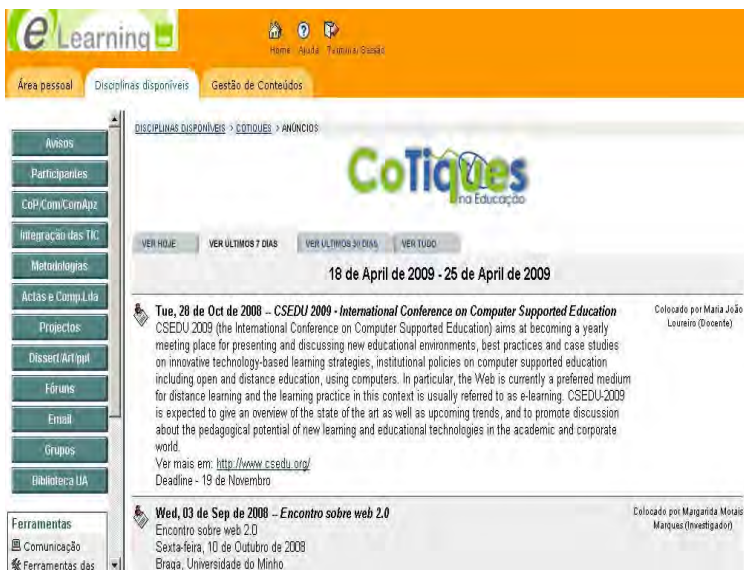 e Learning
Home Ajuda Terminar Sessão
Área pessoal Disciplinas disponíveis Gestão de Conteúdos
DISCIPLINAS DISPONÍVEIS > COTIQUES > ANÚNCIOS
CoTiques
na Educação
Avisos
Participantes
CoP/Com/ComApz
Integração das TIC
Metodologias
Actas e Comp.Lda
Projectos
Dissert/Art/ppt
Fóruns
Email
Grupos
Biblioteca UA
Ferramentas
Comunicação
Ferramentas das
VER HOJE VER ULTIMOS 7 DIAS VER ULTIMOS 30 DIAS VER TUDO
18 de April de 2009 - 25 de April de 2009
Tue, 28 de Oct de 2008 -- CSEDU 2009 - International Conference on Computer Supported Education
CSEDU 2009 (the International Conference on Computer Supported Education) aims at becoming a yearly
meeting place for presenting and discussing new educational environments, best practices and case studies
on innovative technology-based learning strategies, institutional policies on computer supported education
including open and distance education, using computers. In particular, the Web is currently a preferred medium
for distance learning and the learning practice in this context is usually referred to as e-learning. CSEDU-2009
is expected to give an overview of the state of the art as well as upcoming trends, and to promote discussion
about the pedagogical potential of new learning and educational technologies in the academic and corporate
world.
Ver mais em: http://www.csedu.org/
Deadline - 19 de Novembro
Colocado por Maria João
Loureiro (Docente)
Wed, 03 de Sep de 2008 -- Encontro sobre web 2.0
Encontro sobre web 2.0
Sexta-feira, 10 de Outubro de 2008
Braga, Universidade do Minho
Colocado por Margarida Morais
Marques (Investigador)